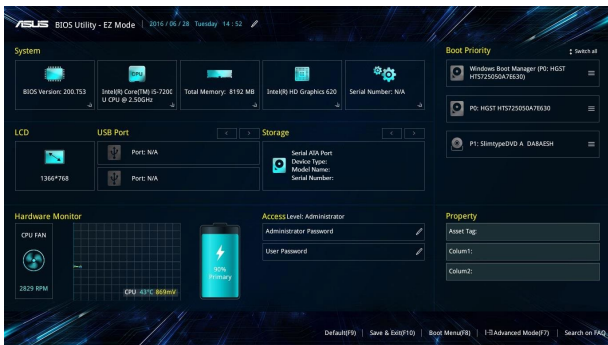 ASUS BIOS Utility - EZ Mode 2016 / 06 / 28 Tuesday 14 : 52
System
BIOS Version: 200.T53
CPU
Intel(R) Core(TM) i5-7200
U CPU @ 2.50GHz
Total Memory: 8192 MB
Intel(R) HD Graphics 620
Serial Number: N/A
Boot Priority
Switch all
Windows Boot Manager (P0: HGST
HTS725050A7E630)
P0: HGST HTS725050A7E630
P1: SlimtypeDVD A DA8AESH
LCD
1366*768
USB Port
Port: N/A
Port: N/A
Storage
Serial ATA Port
Device Type:
Model Name:
Serial Number:
Hardware Monitor
CPU FAN
2829 RPM
CPU 43°C 869mV
90%
Primary
Access Level: Administrator
Administrator Password
User Password
Property
Asset Tag:
Colum1:
Colum2:
Default(F9) | Save & Exit(F10) | Boot Menu(F8) | Advanced Mode(F7) | Search on FAQ